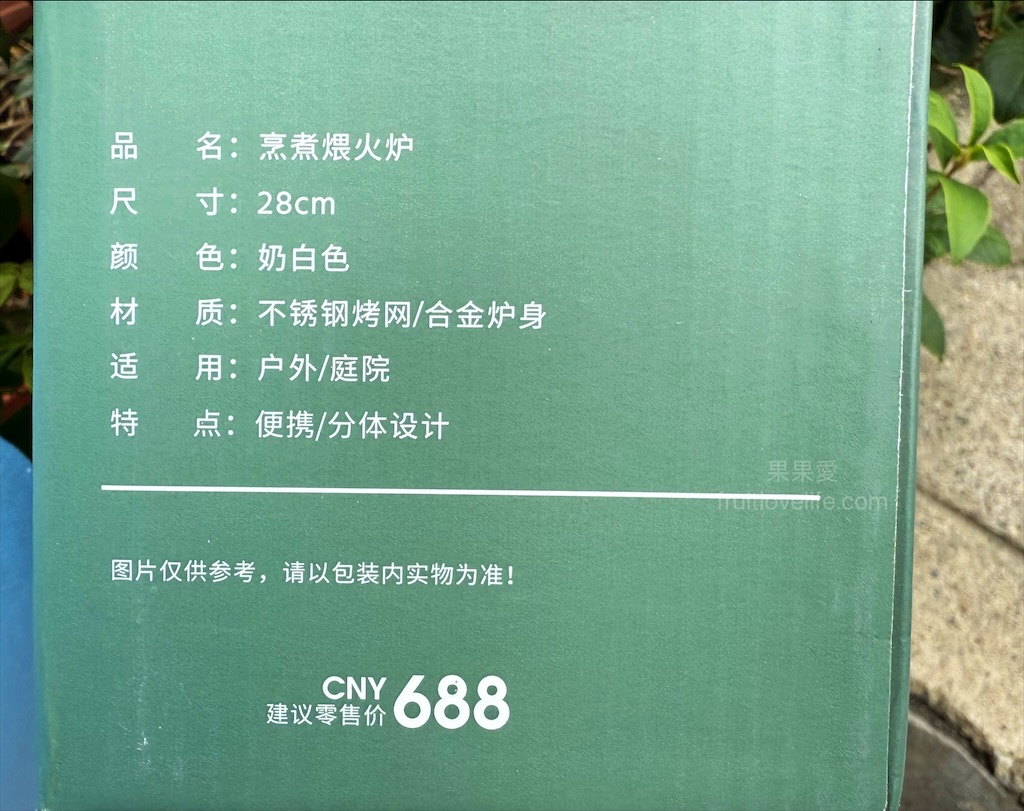 品 名：烹煮煨火炉
尺 寸：28cm
颜 色：奶白色
材 质：不锈钢烤网/合金炉身
适 用：户外/庭院
特 点：便携/分体设计
果果愛
fruitlovelife.com
图片仅供参考，请以包装内实物为准！
CNY
建议零售价 688